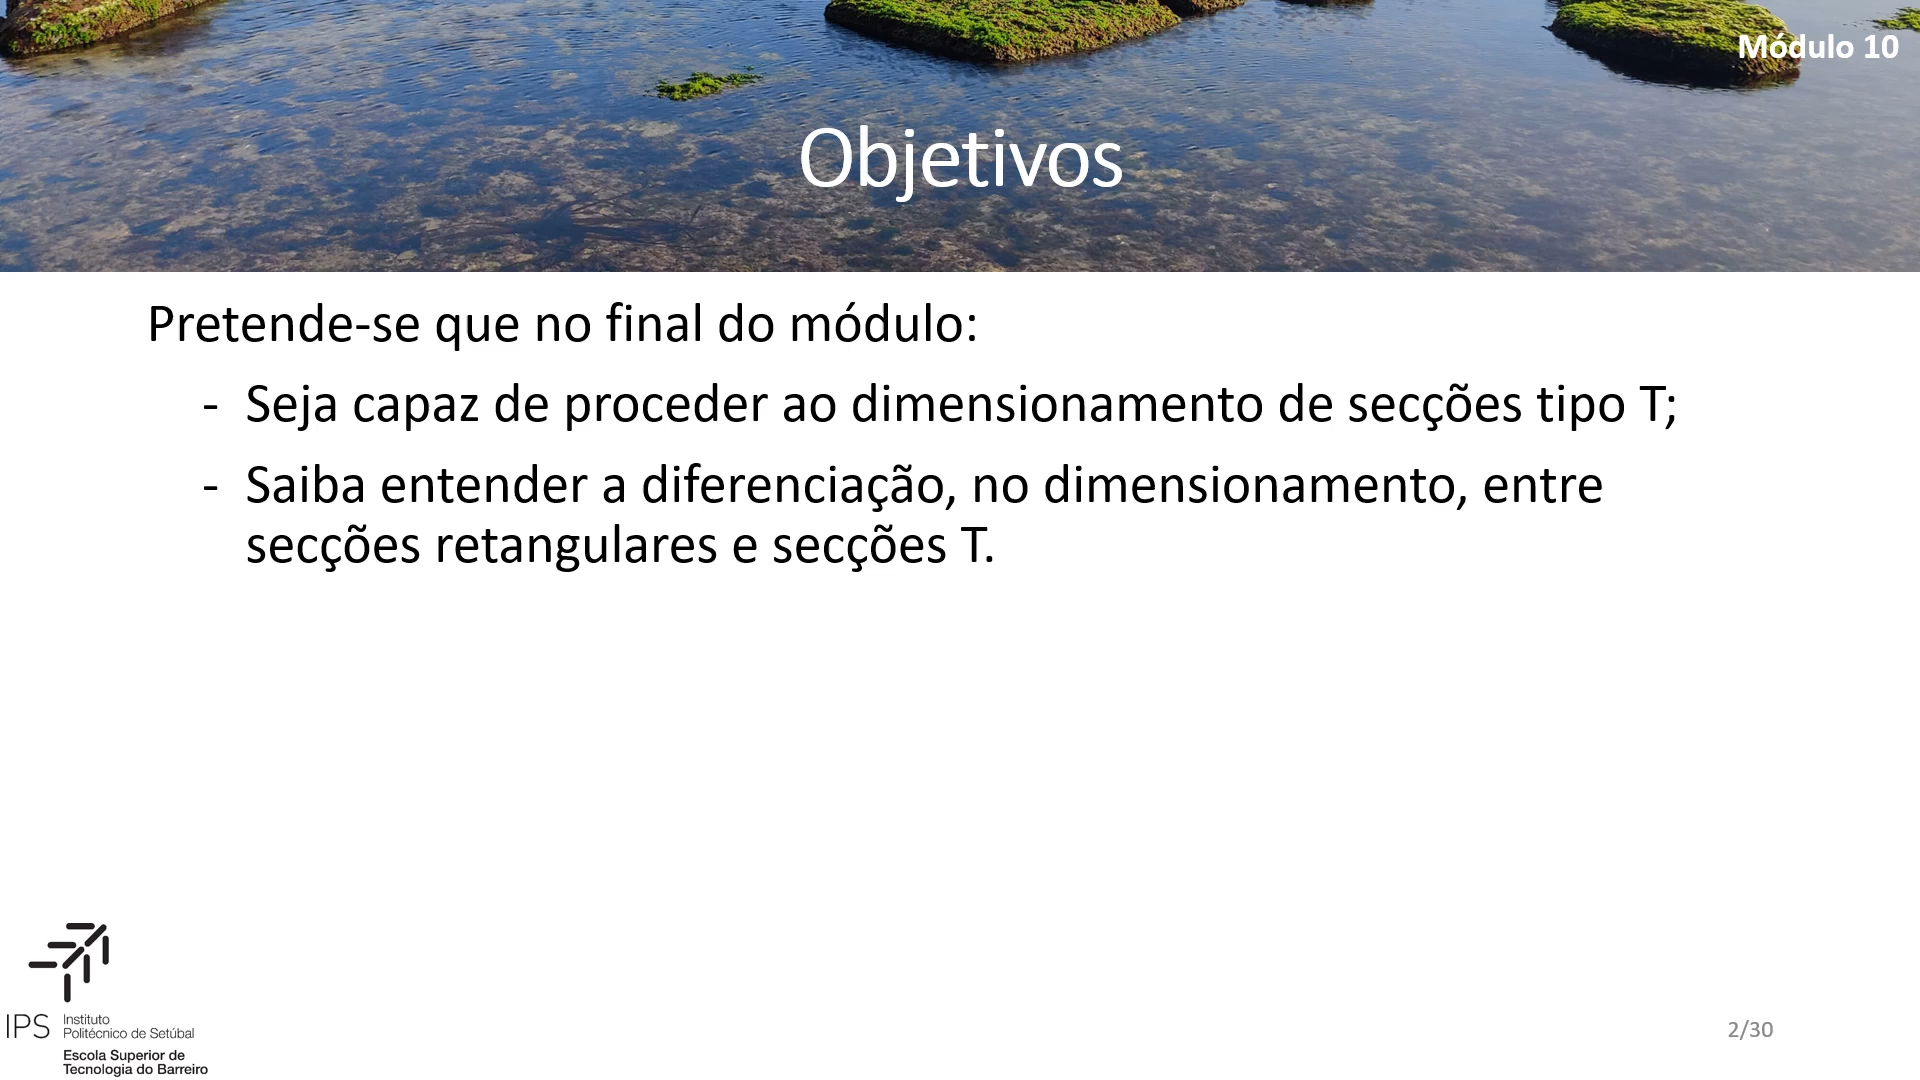 Módulo 10
Objetivos
Pretende-se que no final do módulo:
- Seja capaz de proceder ao dimensionamento de secções tipo T;
- Saiba entender a diferenciação, no dimensionamento, entre
secções retangulares e secções T.
IPS
Instituto
Politécnico de Setúbal
Escola Superior de
Tecnologia do Barreiro
2/30